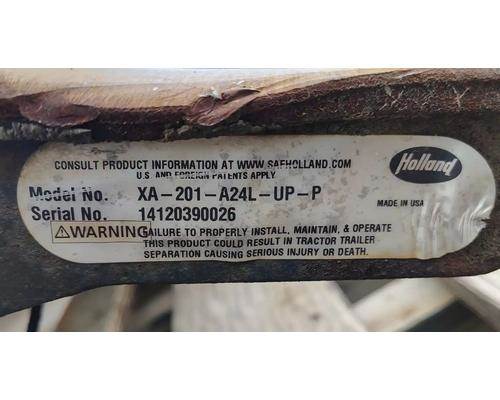 CONSULT PRODUCT INFORMATION AT WWW.SAFHOLLAND.COM
U.S. AND FOREIGN PATENTS APPLY
Holland
Model No. XA-201-A24L-UP-P
MADE IN USA
Serial No. 14120390026
⚠WARNING FAILURE TO PROPERLY INSTALL, MAINTAIN, & OPERATE
THIS PRODUCT COULD RESULT IN TRACTOR TRAILER
SEPARATION CAUSING SERIOUS INJURY OR DEATH.